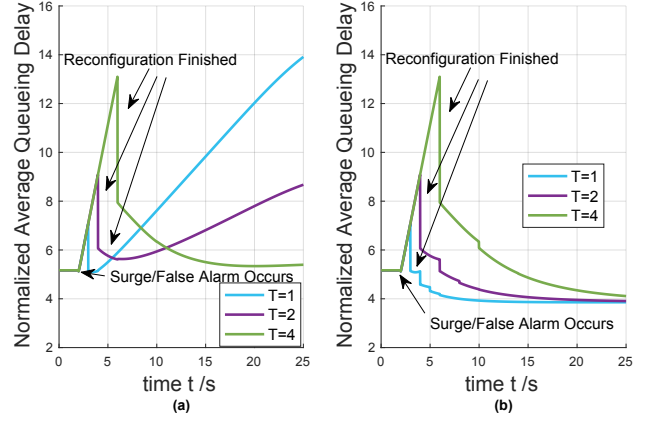 Normalized Average Queueing Delay
16
14
12
10
8
6
4
2
Reconfiguration Finished
Surge/False Alarm Occurs
T=1
T=2
T=4
0
5
10
15
20
25
time t /s
(a)
Normalized Average Queueing Delay
16
14
12
10
8
6
4
2
Reconfiguration Finished
T=1
T=2
T=4
Surge/False Alarm Occurs
0
5
10
15
20
25
time t /s
(b)